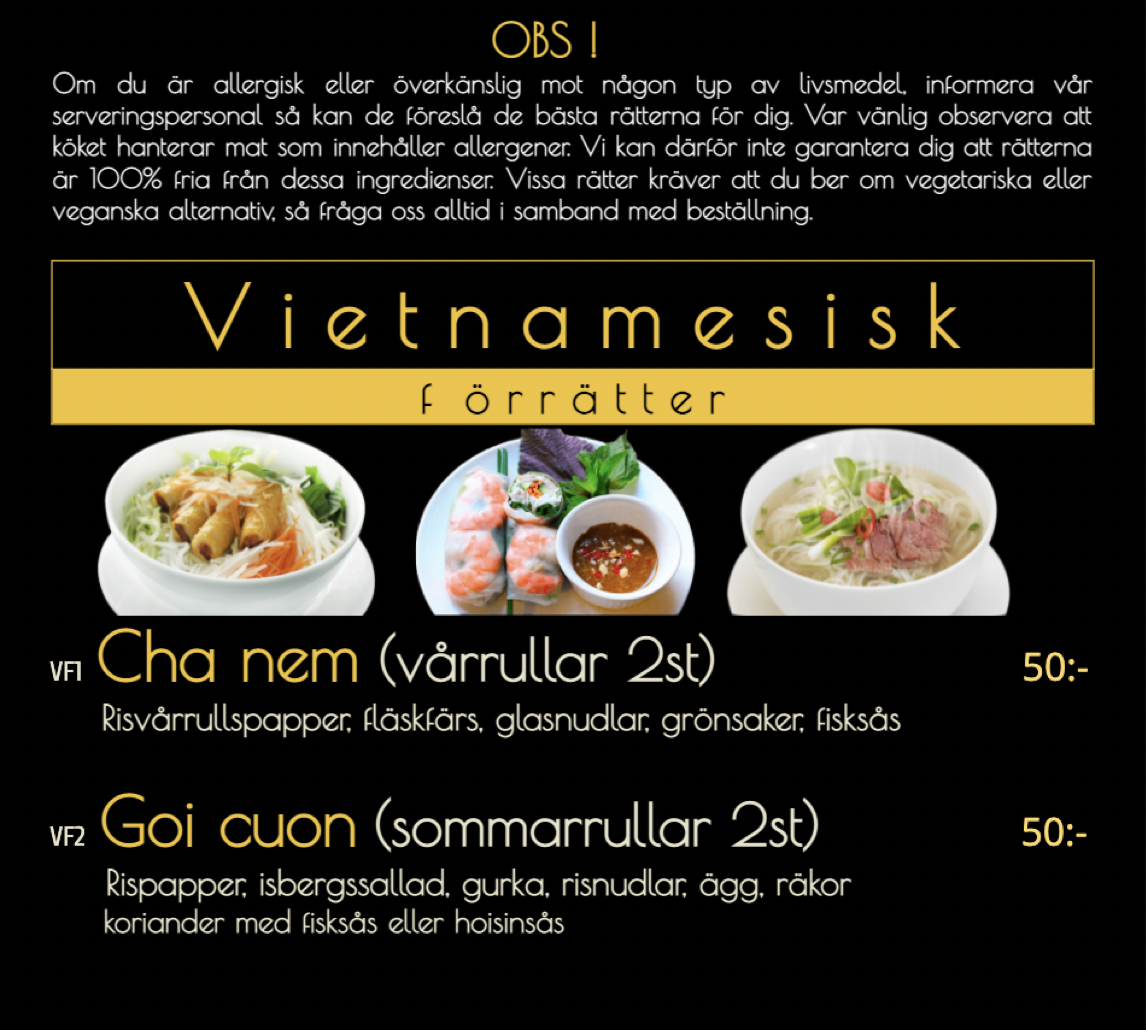 OBS !
Om du är allergisk eller överkänslig mot någon typ av livsmedel, informera vår
serveringspersonal så kan de föreslå de bästa rätterna för dig. Var vänlig observera att
köket hanterar mat som innehåller allergener. Vi kan därför inte garantera dig att rätterna
är 100% fria från dessa ingredienser. Vissa rätter kräver att du ber om vegetariska eller
veganska alternativ, så fråga oss alltid i samband med beställning.
Vietnamesisk
förrätter
VF1 Cha nem (vårrullar 2st) 50:-
Risvårrullspapper, fläskfärs, glasnudlar, grönsaker, fisksås
VF2 Goi cuon (sommarrullar 2st) 50:-
Rispapper, isbergssallad, gurka, risnudlar, ägg, räkor
koriander med fisksås eller hoisinsås